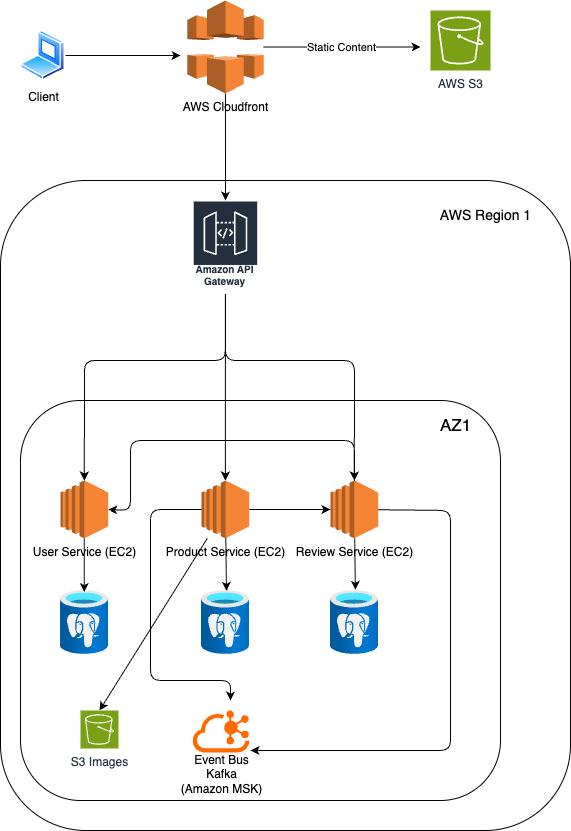 Static Content
Client
AWS Cloudfront
AWS S3
AWS Region 1
Amazon API
Gateway
AZ1
User Service (EC2)
Product Service (EC2)
Review Service (EC2)
S3 Images
Event Bus
Kafka
(Amazon MSK)